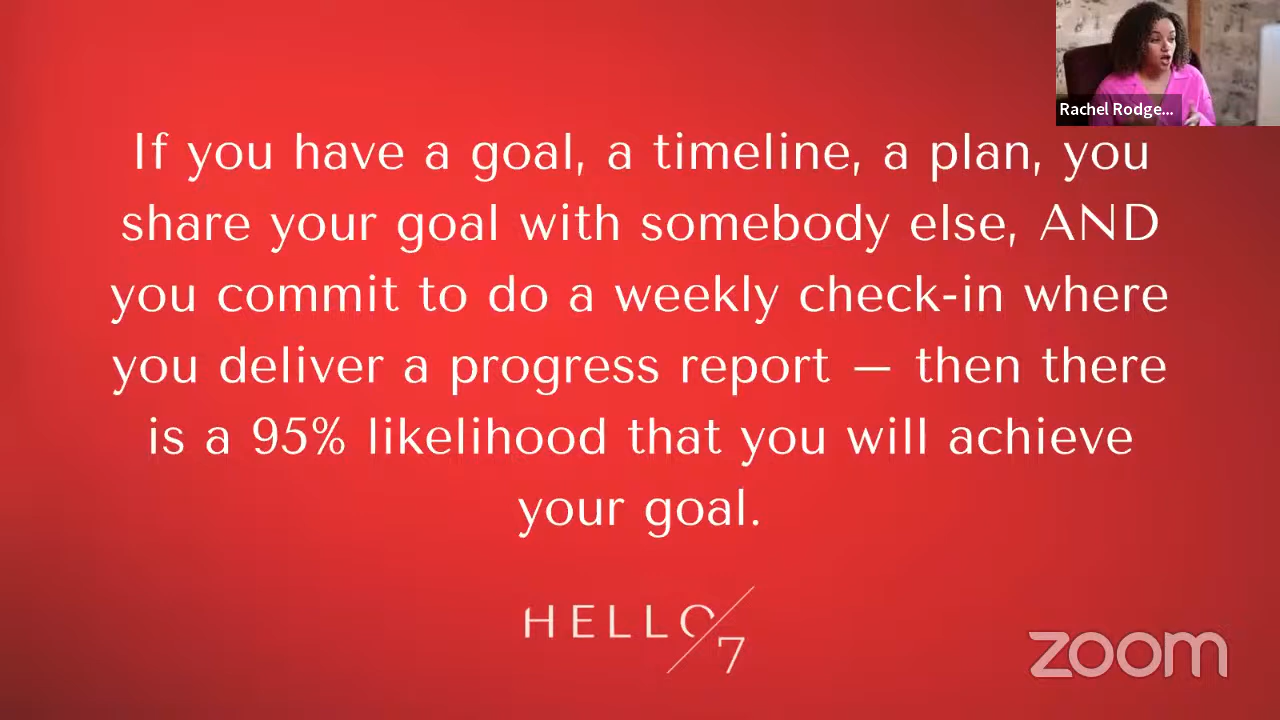 Rachel Rodge...
If you have a goal, a timeline, a plan, you
share your goal with somebody else, AND
you commit to do a weekly check-in where
you deliver a progress report — then there
is a 95% likelihood that you will achieve
your goal.
HELLO
7
zoom